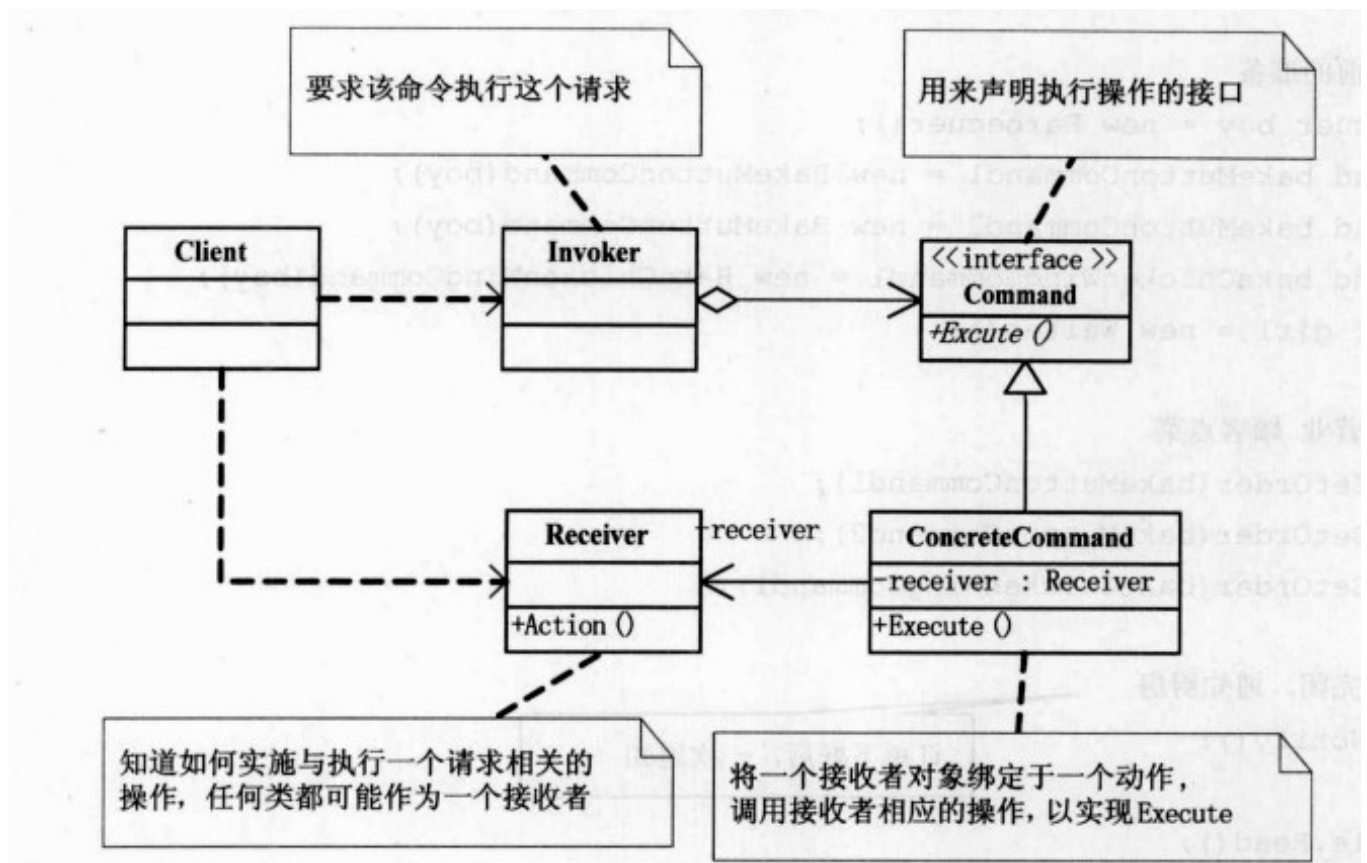 要求该命令执行这个请求
用来声明执行操作的接口
Client
Invoker
<<interface >>
Command
+Excute ()
Receiver
+Action ()
-receiver
ConcreteCommand
-receiver : Receiver
+Execute ()
知道如何实施与执行一个请求相关的
操作，任何类都可能作为一个接收者
将一个接收者对象绑定于一个动作，
调用接收者相应的操作，以实现Execute